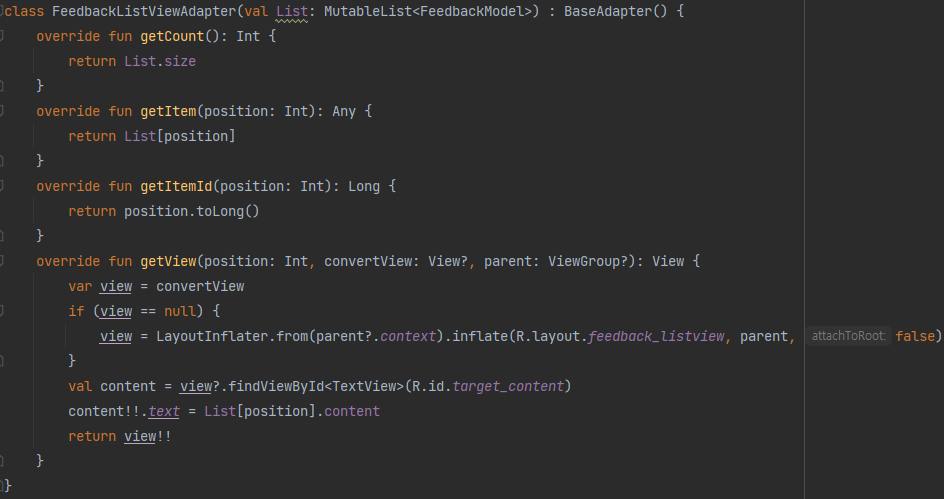 class FeedbackListViewAdapter(val List: MutableList<FeedbackModel>) : BaseAdapter() {
    override fun getCount(): Int {
        return List.size
    }
    override fun getItem(position: Int): Any {
        return List[position]
    }
    override fun getItemId(position: Int): Long {
        return position.toLong()
    }
    override fun getView(position: Int, convertView: View?, parent: ViewGroup?): View {
        var view = convertView
        if (view == null) {
            view = LayoutInflater.from(parent?.context).inflate(R.layout.feedback_listview, parent, attachToRoot: false)
        }
        val content = view?.findViewById<TextView>(R.id.target_content)
        content!!.text = List[position].content
        return view!!
    }
}